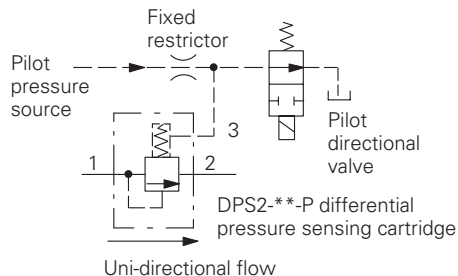 Fixed
restrictor
Pilot
pressure
source
3
Pilot
directional
valve
1
2
DPS2-**-P differential
pressure sensing cartridge
Uni-directional flow